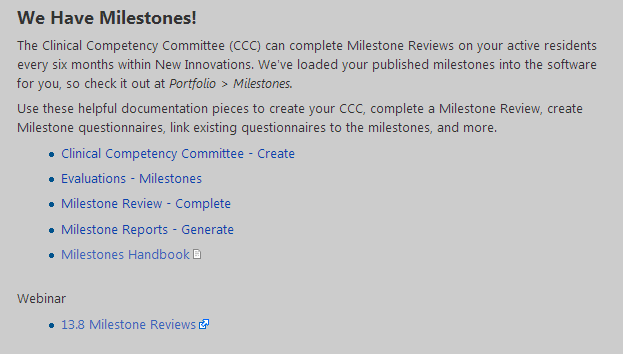 We Have Milestones!
The Clinical Competency Committee (CCC) can complete Milestone Reviews on your active residents
every six months within New Innovations. We've loaded your published milestones into the software
for you, so check it out at Portfolio > Milestones.
Use these helpful documentation pieces to create your CCC, complete a Milestone Review, create
Milestone questionnaires, link existing questionnaires to the milestones, and more.
• Clinical Competency Committee - Create
• Evaluations - Milestones
• Milestone Review - Complete
• Milestone Reports - Generate
• Milestones Handbook
Webinar
• 13.8 Milestone Reviews